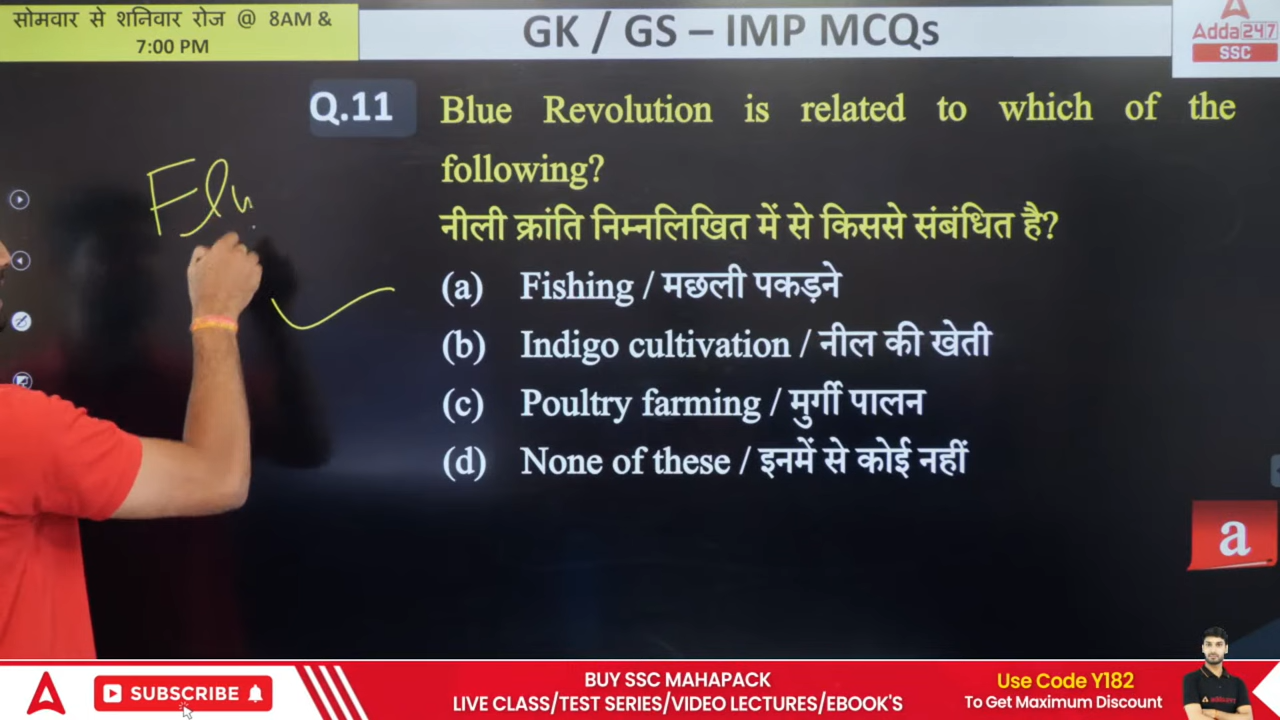 सोमवार से शनिवार रोज @ 8AM &
7:00 PM
GK / GS – IMP MCQs
Adda247
SSC
Q.11 Blue Revolution is related to which of the
following?
नीली क्रांति निम्नलिखित में से किससे संबंधित है?
(a) Fishing / मछली पकड़ने
(b) Indigo cultivation / नील की खेती
(c) Poultry farming / मुर्गी पालन
(d) None of these / इनमें से कोई नहीं
a
SUBSCRIBE
BUY SSC MAHAPACK
LIVE CLASS/TEST SERIES/VIDEO LECTURES/EBOOK'S
Use Code Y182
To Get Maximum Discount